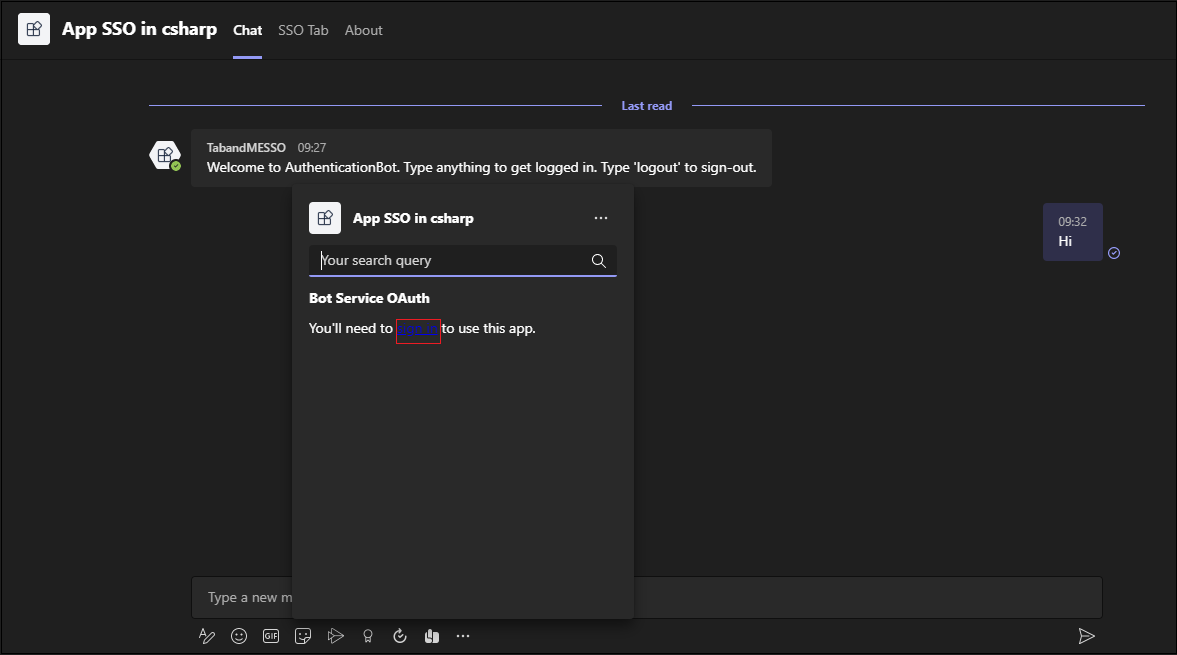 App SSO in csharp Chat SSO Tab About
Last read
TabandMESSO 09:27
Welcome to AuthenticationBot. Type anything to get logged in. Type 'logout' to sign-out.
App SSO in csharp
09:32
Hi
Your search query
Bot Service OAuth
You'll need to sign in to use this app.
Type a new m
GIF